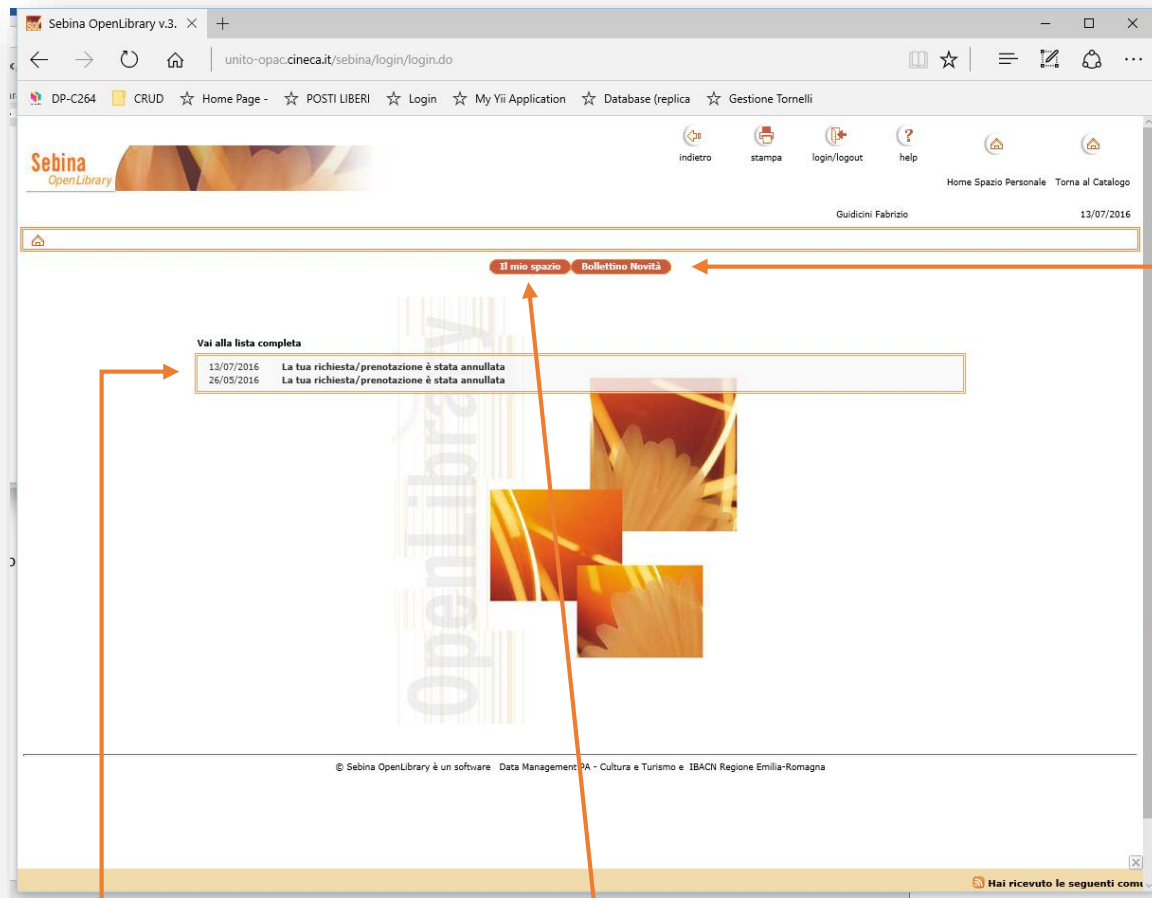 Sebina OpenLibrary v.3.
unito-opac.cineca.it/sebina/login/login.do
DP-C264 CRUD Home Page - POSTI LIBERI Login My Yii Application Database (replica Gestione Tornelli
Sebina
OpenLibrary
indietro stampa login/logout help
Home Spazio Personale Torna al Catalogo
Guidicini Fabrizio 13/07/2016
Il mio spazio Bollettino Novità
Vai alla lista completa
13/07/2016 La tua richiesta/prenotazione è stata annullata
26/05/2016 La tua richiesta/prenotazione è stata annullata
OpenLibrary
© Sebina OpenLibrary è un software Data Management PA - Cultura e Turismo e IBACN Regione Emilia-Romagna
Hai ricevuto le seguenti comu